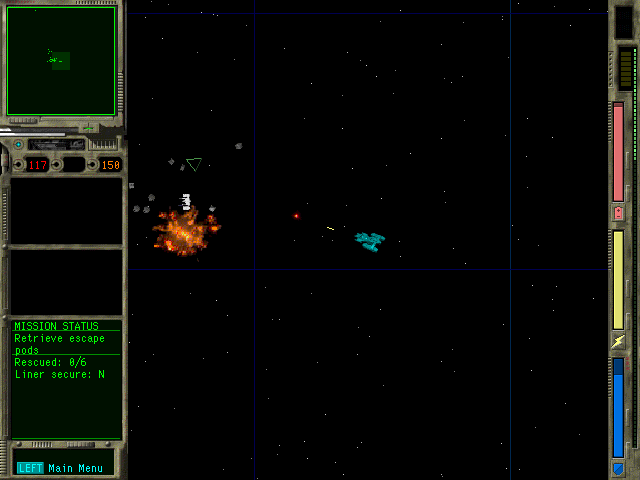 117
150
MISSION STATUS
Retrieve escape
pods
Rescued: 0/6
Liner secure: N
LEFT Main Menu